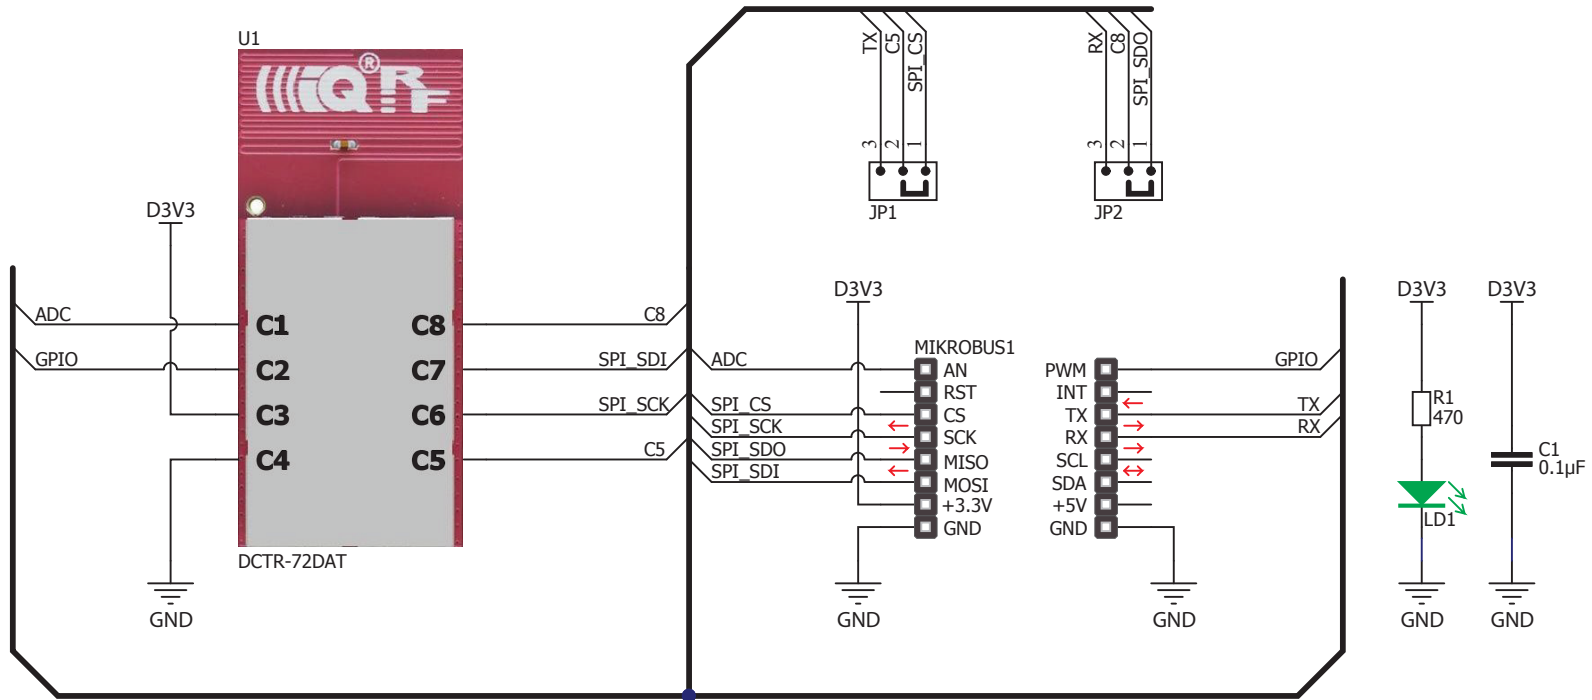 U1
IQRF®
D3V3
ADC
GPIO
C1
C2
C3
C4
C8
C7
C6
C5
C8
SPI_SDI
SPI_SCK
C5
DCTR-72DAT
GND
TX
C5
SPI_CS
3
2
1
JP1
RX
C8
SPI_SDO
3
2
1
JP2
D3V3
MIKROBUS1
ADC
SPI_CS
SPI_SCK
SPI_SDO
SPI_SDI
AN
RST
CS
SCK
MISO
MOSI
+3.3V
GND
PWM
INT
TX
RX
SCL
SDA
+5V
GND
GPIO
TX
RX
GND
GND
D3V3
R1
470
LD1
GND
D3V3
C1
0.1µF
GND